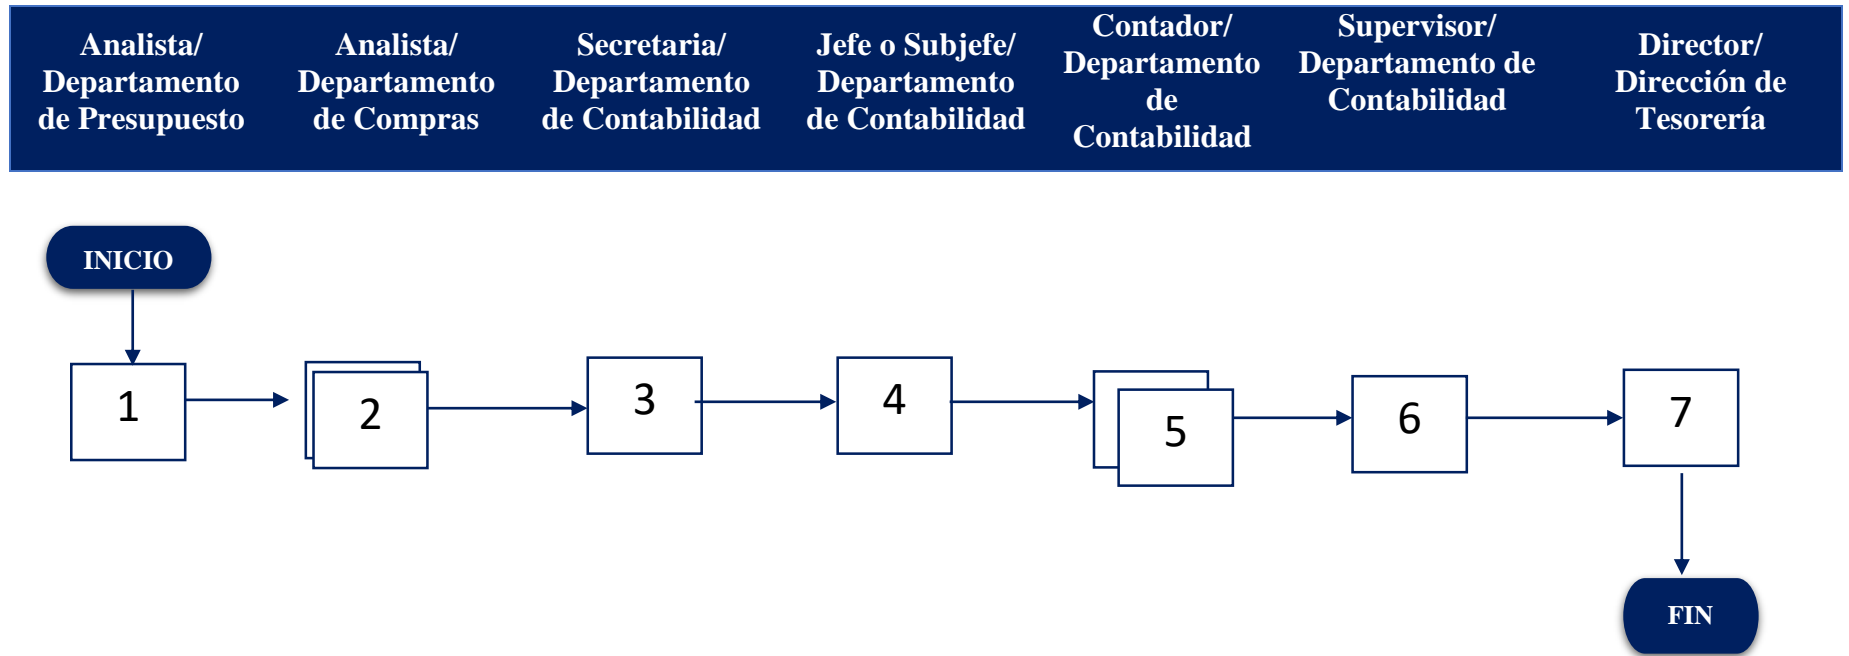 Analista/
Departamento
de Presupuesto
Analista/
Departamento
de Compras
Secretaria/
Departamento
de Contabilidad
Jefe o Subjefe/
Departamento
de Contabilidad
Contador/
Departamento
de
Contabilidad
Supervisor/
Departamento de
Contabilidad
Director/
Dirección de
Tesorería
INICIO
1
2
3
4
5
6
7
FIN